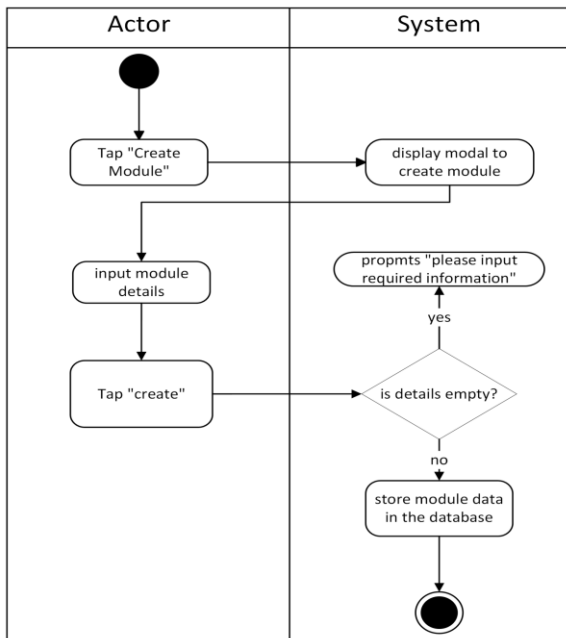 Actor
System
Tap "Create
Module"
display modal to
create module
input module
details
propmts "please input
required information"
yes
Tap "create"
is details empty?
no
store module data
in the database